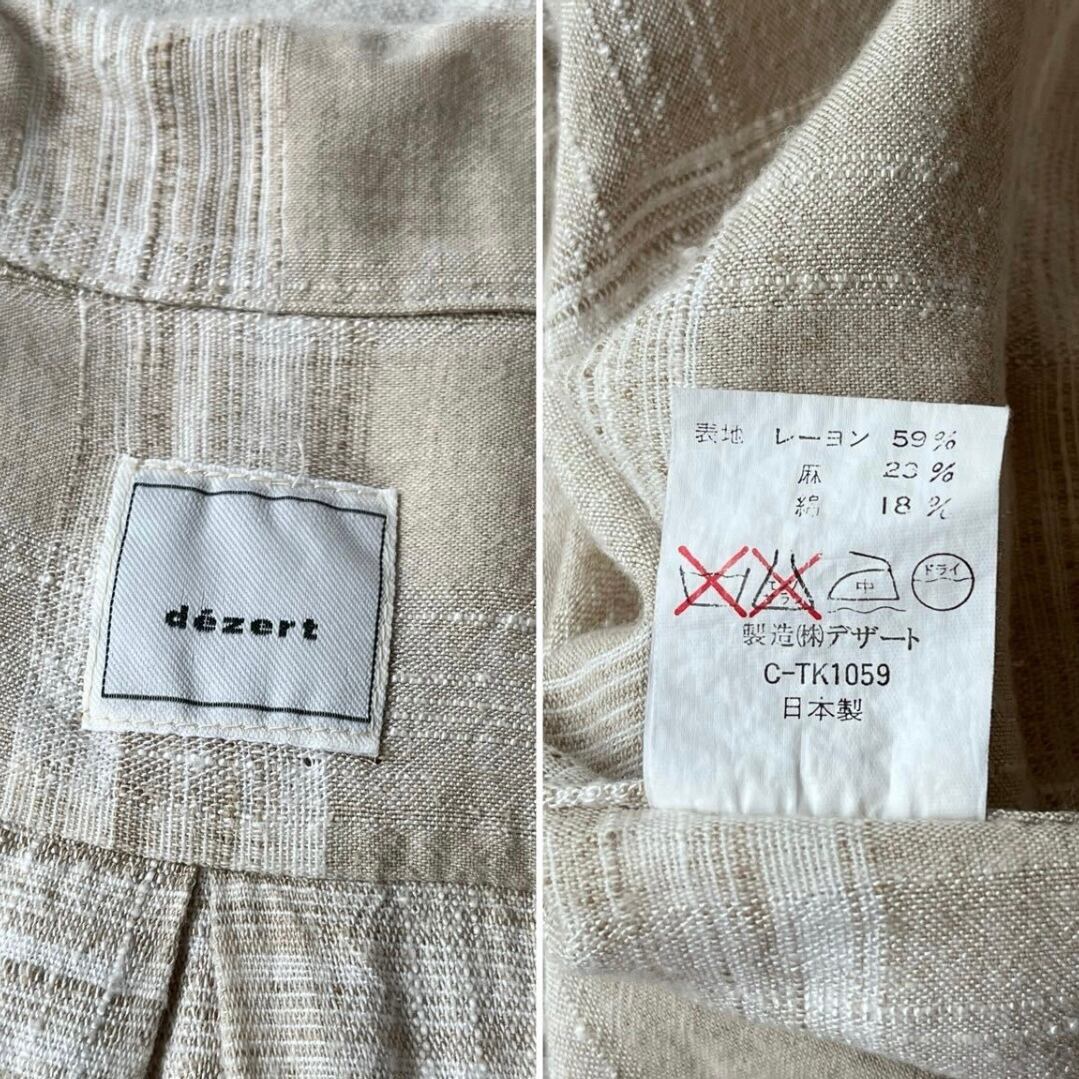 dézert
表地 レーヨン 59%
麻 23%
絹 18%
中
ドライ
製造(株)デザート
C-TK1059
日本製